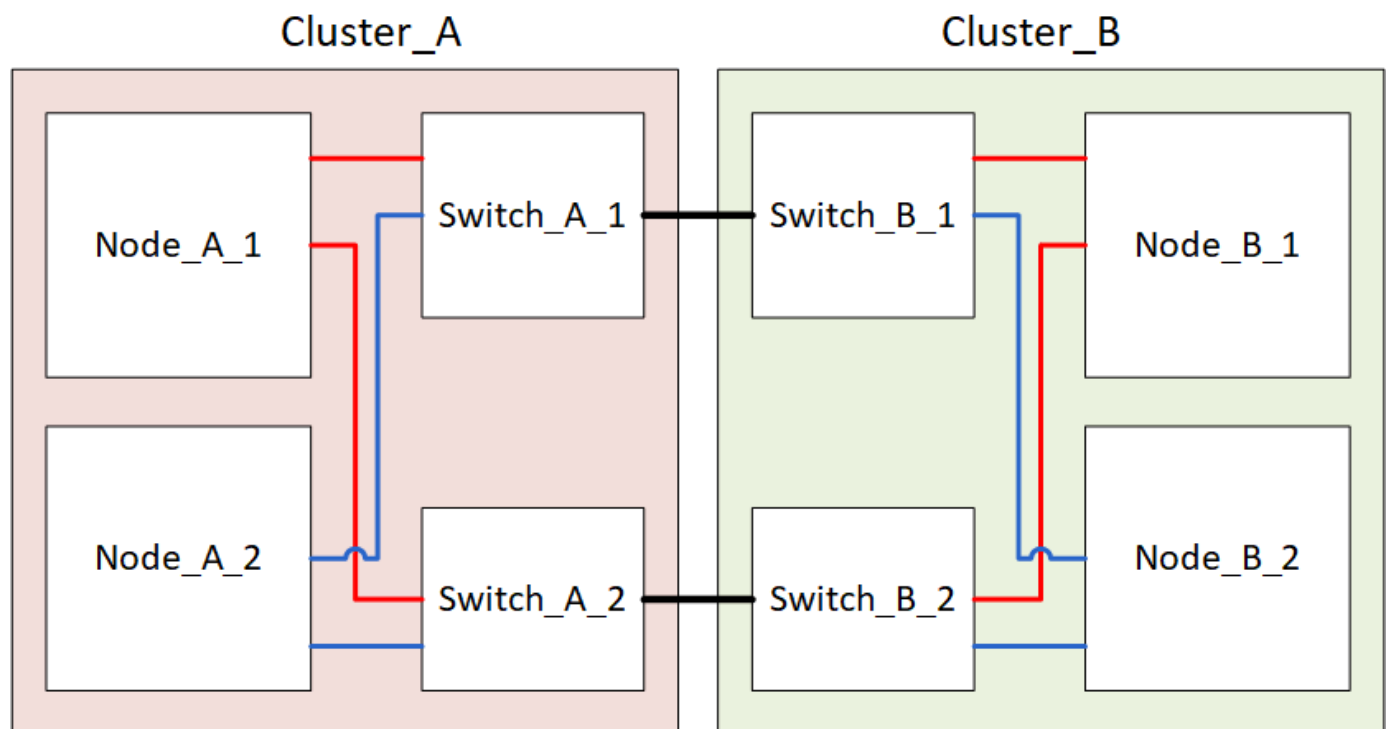 Cluster_A
Cluster_B
Node_A_1
Switch_A_1
Switch_B_1
Node_B_1
Node_A_2
Switch_A_2
Switch_B_2
Node_B_2